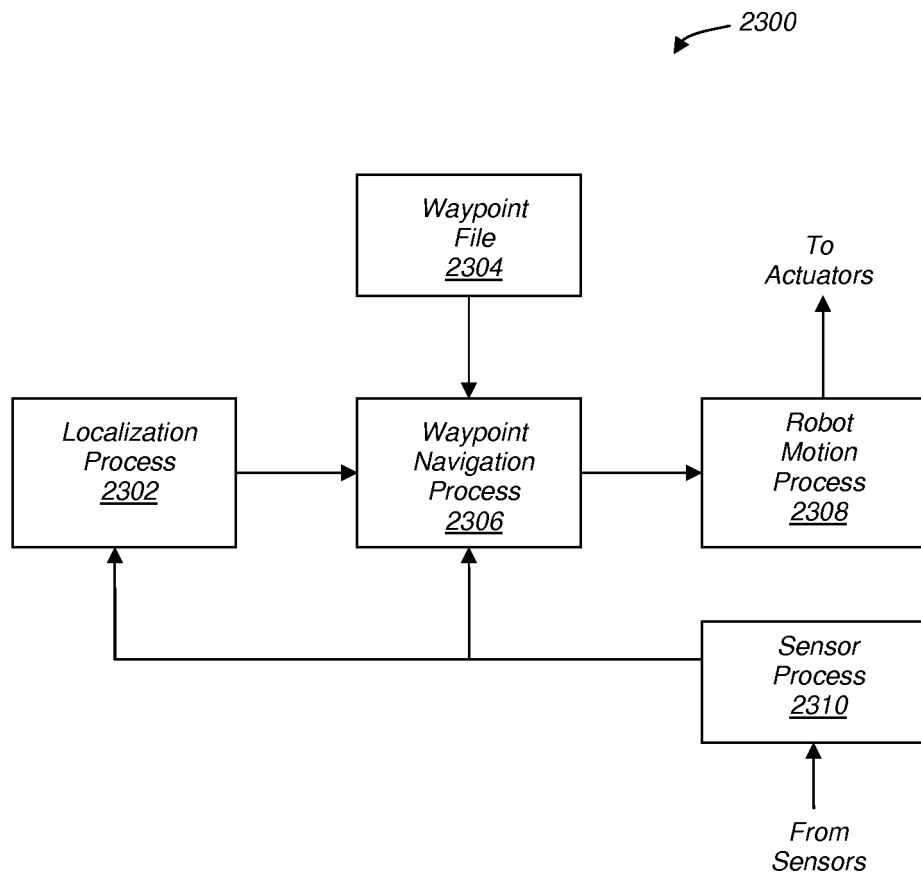 2300
Waypoint
File
2304
To
Actuators
Localization
Process
2302
Waypoint
Navigation
Process
2306
Robot
Motion
Process
2308
Sensor
Process
2310
From
Sensors